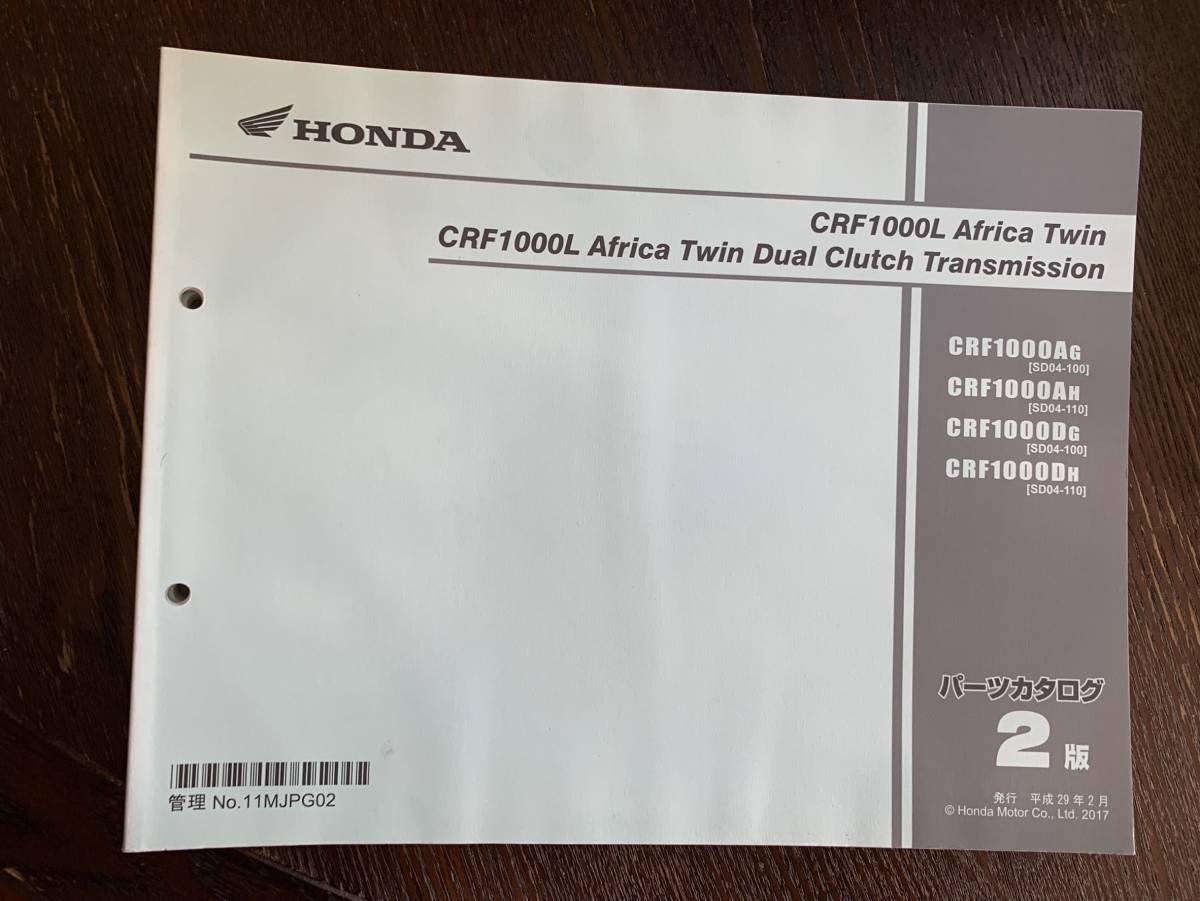 HONDA
CRF1000L Africa Twin
CRF1000L Africa Twin Dual Clutch Transmission
CRF1000AG
[SD04-100]
CRF1000AH
[SD04-110]
CRF1000DG
[SD04-100]
CRF1000DH
[SD04-110]
パーツカタログ
2版
発行 平成29年2月
© Honda Motor Co., Ltd. 2017
管理 No.11MJPG02